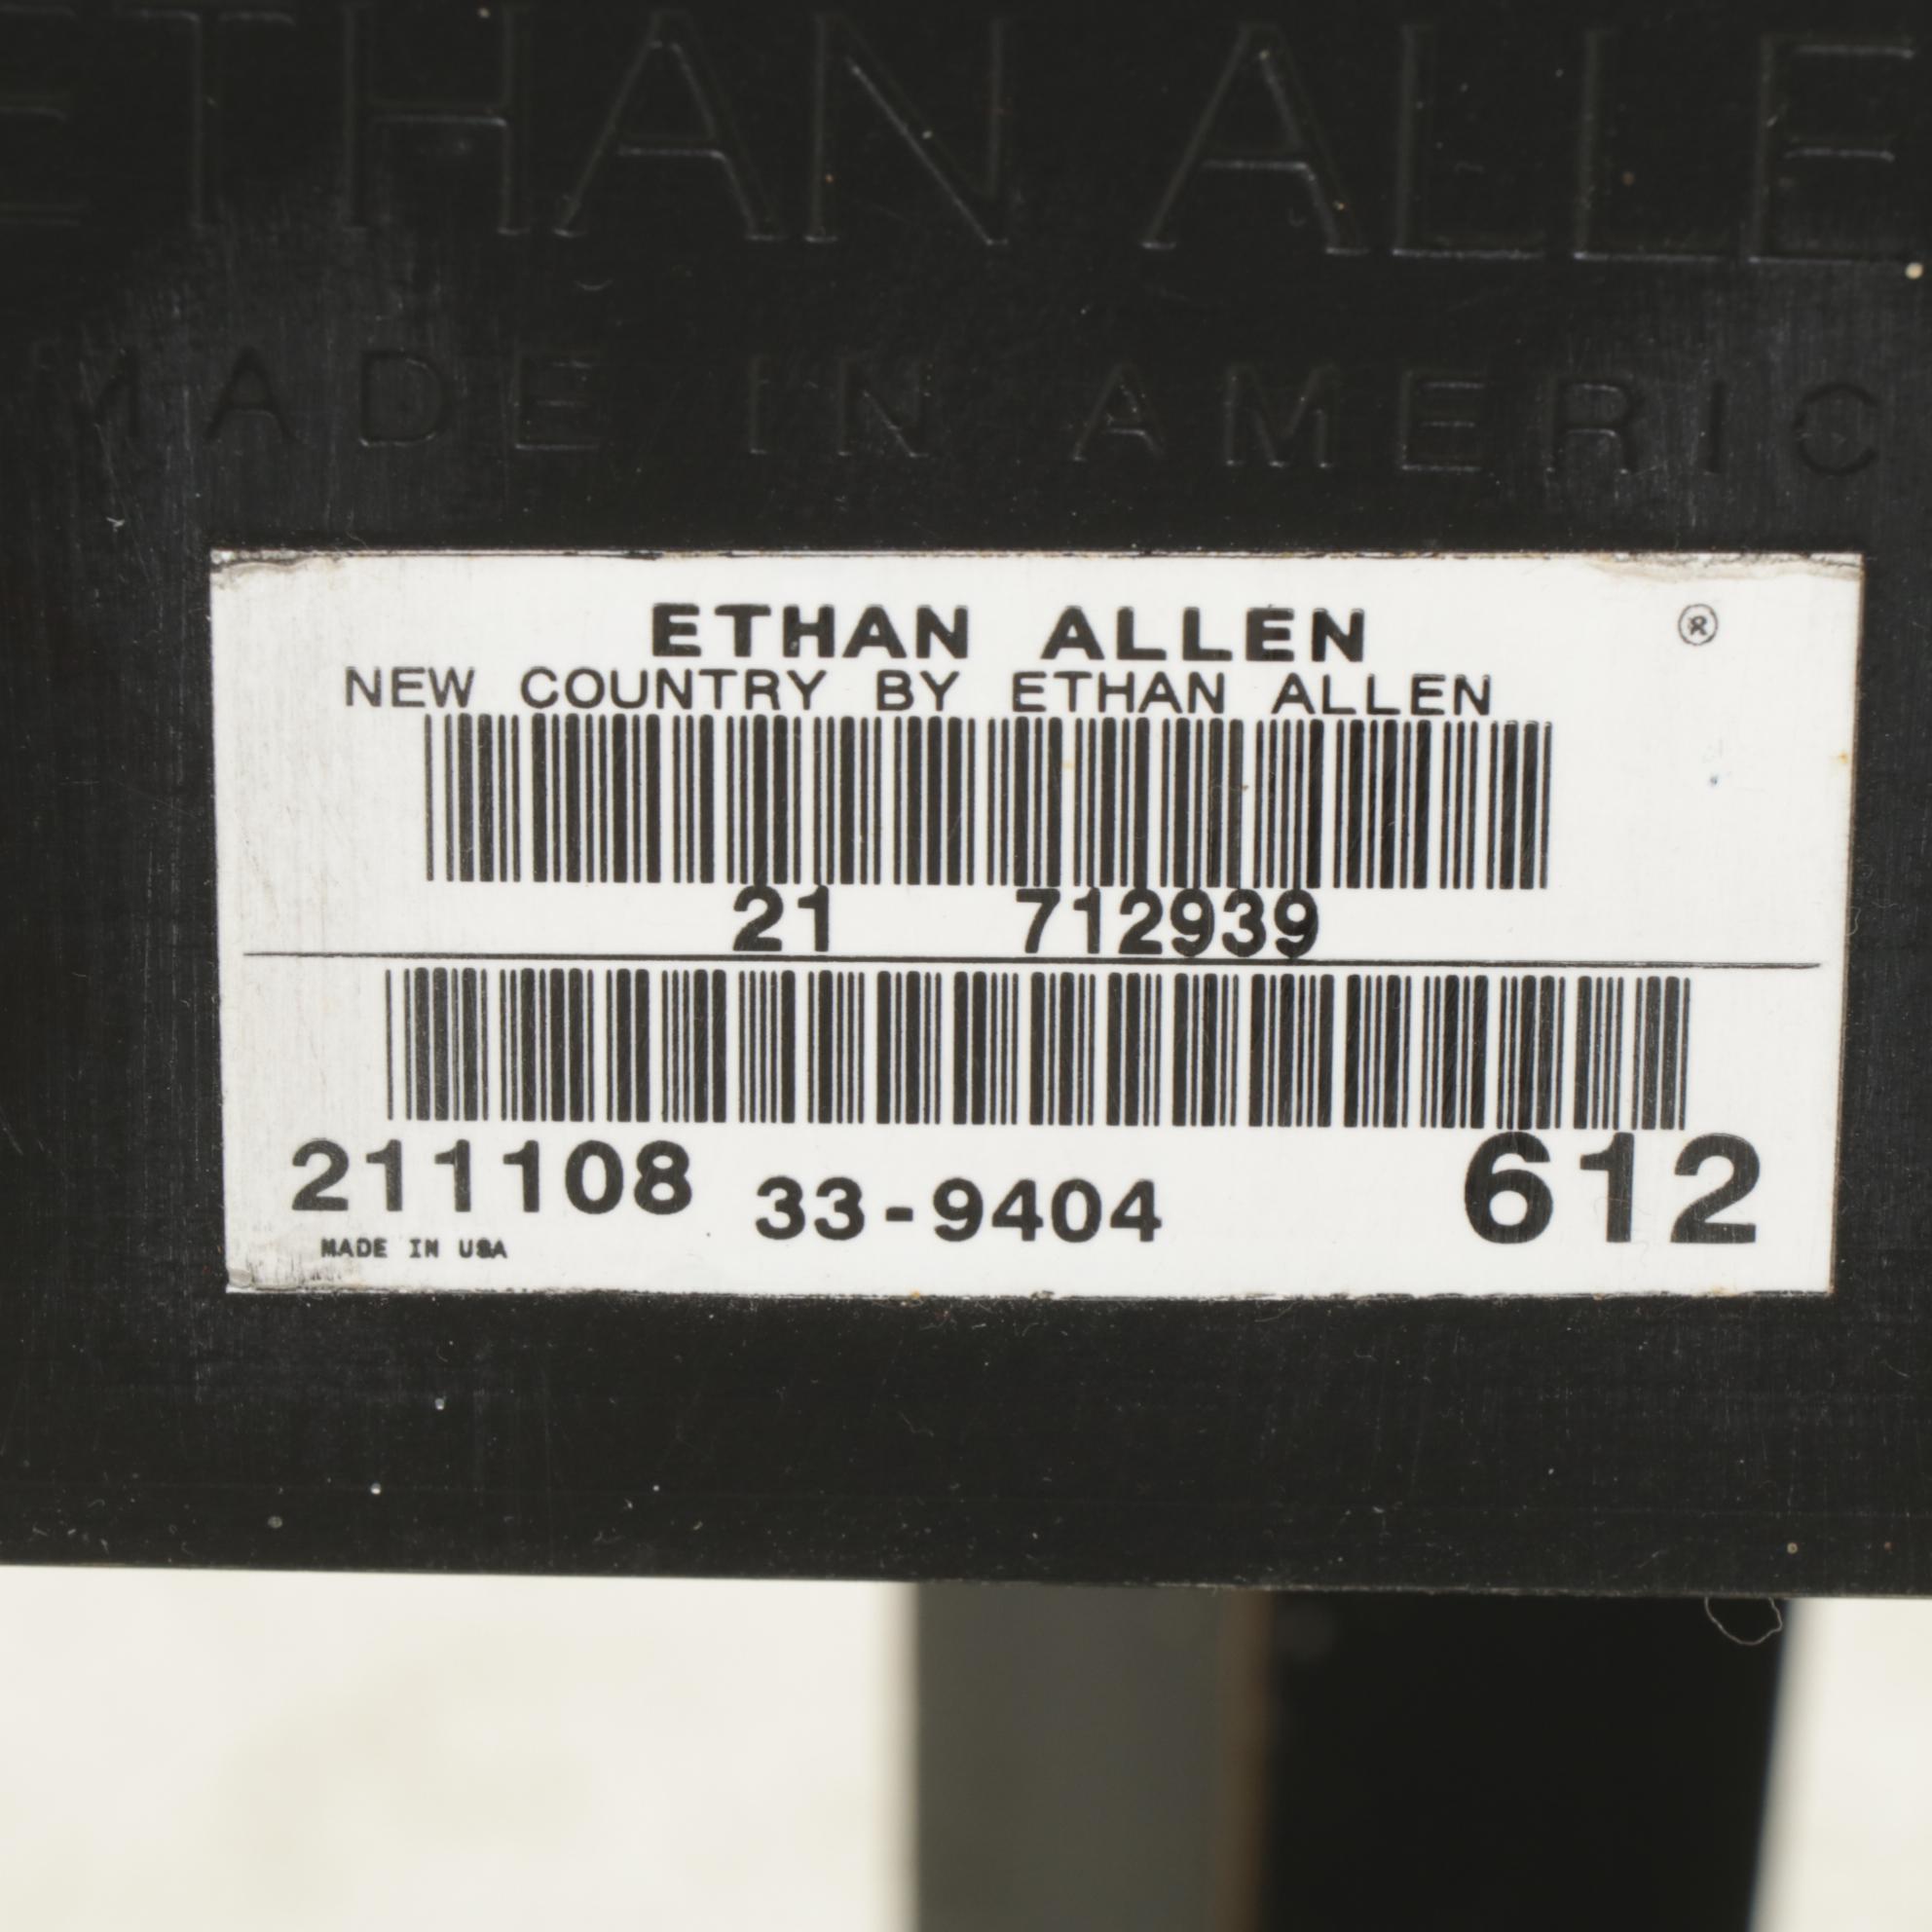 ETHAN ALLE
MADE IN AMERIC
ETHAN ALLEN ®
NEW COUNTRY BY ETHAN ALLEN
21 712939
211108 33-9404 612
MADE IN USA